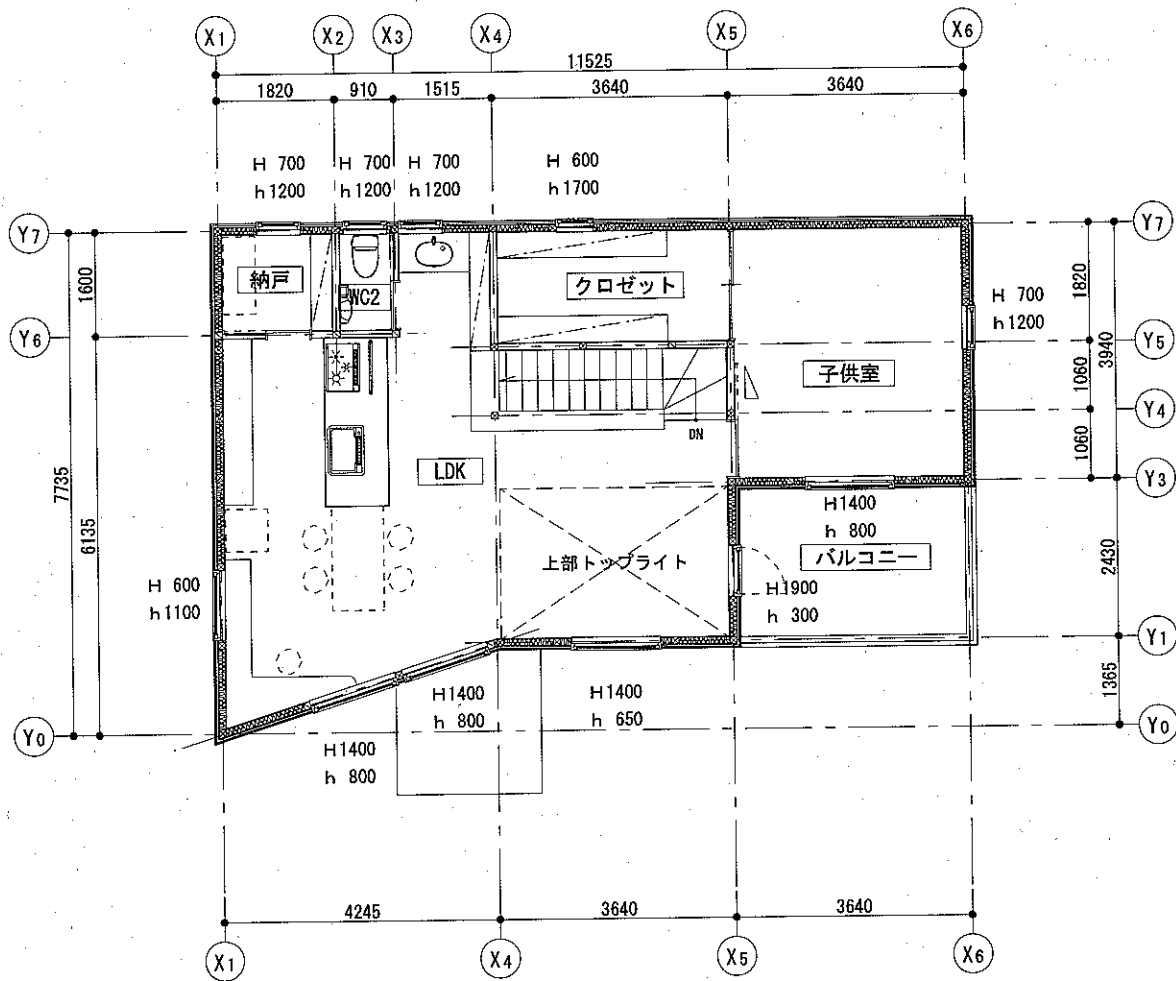 X1 X2 X3 X4 X5 X6
11525
1820 910 1515 3640 3640
H 700 H 700 H 700 H 600
h1200 h1200 h1200 h1700
Y7 Y7
納戸 WC2 クロゼット
1600 1820
H 700
h1200
Y6 Y5
子供室
3940
1060
Y4
DN
LDK
1060
Y3
7735
6135
H1400
h 800
上部トップライト バルコニー
2430
H 600
h1100
H1900
h 300
Y1
1365
H1400 H1400
h 800 h 650
Y0 Y0
H1400
h 800
4245 3640 3640
X1 X4 X5 X6